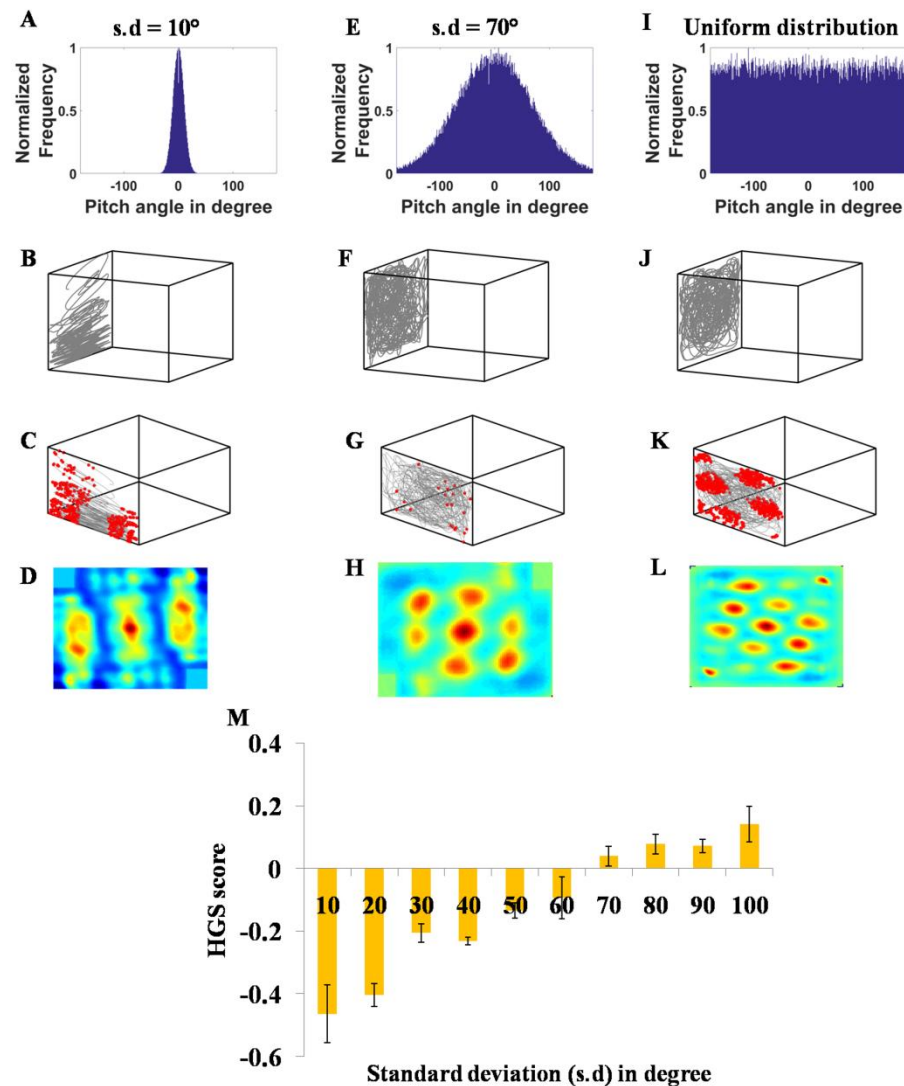 A
s.d = 10°
Normalized
Frequency
1
0.5
0
-100 0 100
Pitch angle in degree
E
s.d = 70°
Normalized
Frequency
1
0.5
0
-100 0 100
Pitch angle in degree
I
Uniform distribution
Normalized
Frequency
1
0.5
0
-100 0 100
Pitch angle in degree
B
F
J
C
G
K
D
H
L
M
HGS score
0.4
0.2
0
-0.2
-0.4
-0.6
10 20 30 40 50 60 70 80 90 100
Standard deviation (s.d) in degree